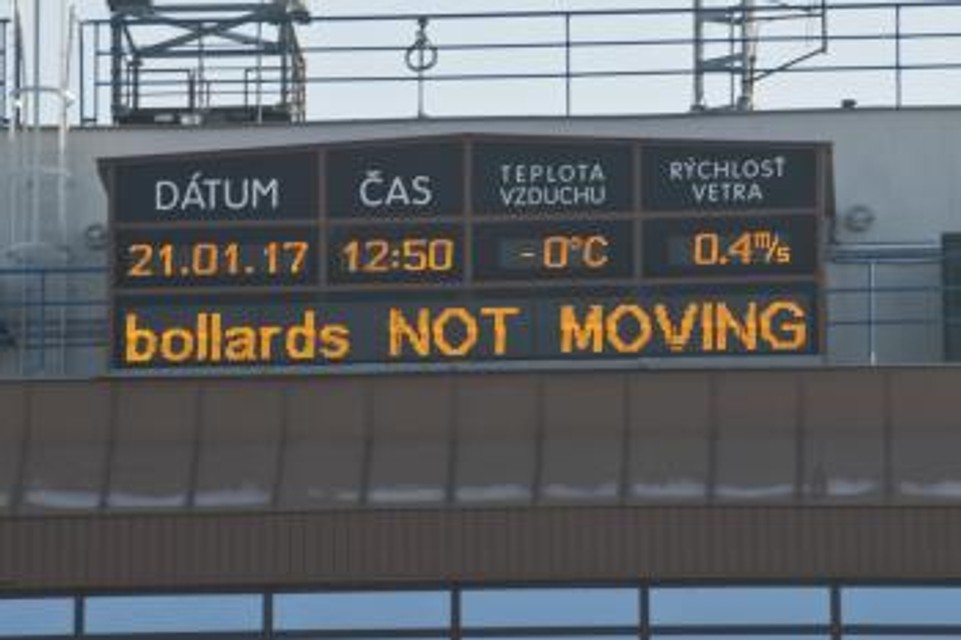 DÁTUM ČAS TEPLOTA VZDUCHU RÝCHLOSŤ VETRA
21.01.17 12:50 -0°C 0.4m/s
bollards NOT MOVING